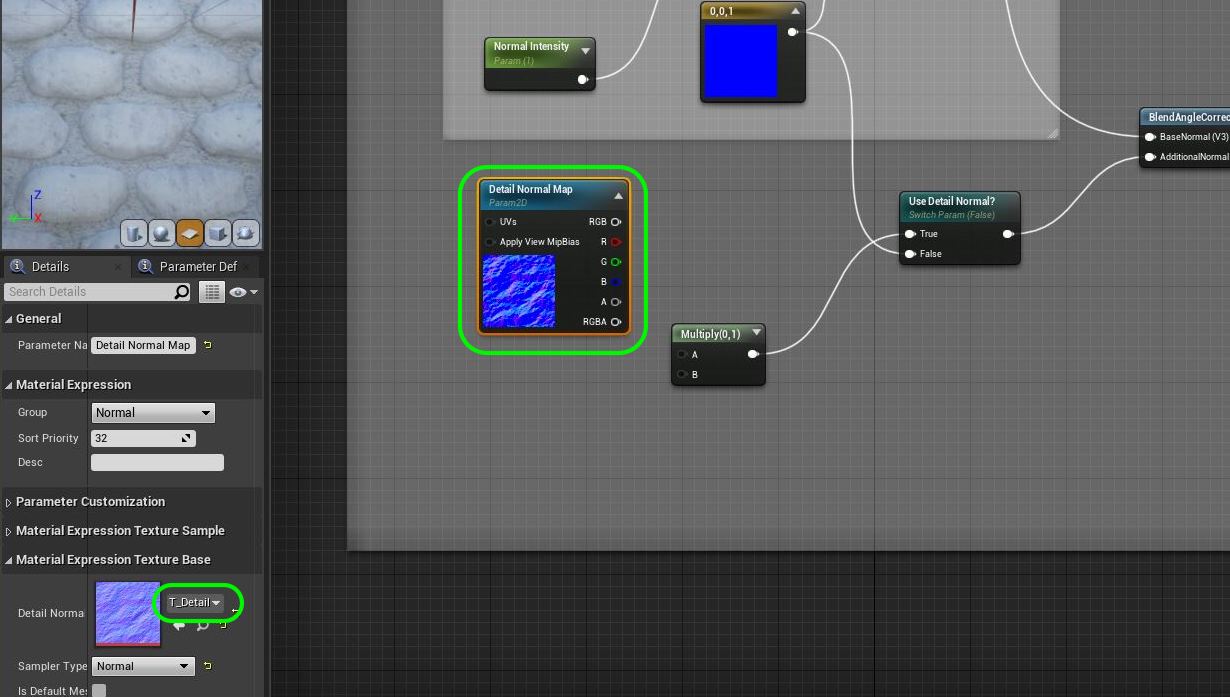 Z
X
Details
Parameter Def
Search Details
General
Parameter Na
Detail Normal Map
Material Expression
Group
Normal
Sort Priority
32
Desc
Parameter Customization
Material Expression Texture Sample
Material Expression Texture Base
Detail Norma
T_Detail
Sampler Type
Normal
Is Default Mes
Normal Intensity
Param (1)
0,0,1
Detail Normal Map
Param2D
UVs
RGB
Apply View MipBias
R
G
B
A
RGBA
Multiply(0,1)
A
B
Use Detail Normal?
Switch Param (False)
True
False
BlendAngleCorrec
BaseNormal (V3)
AdditionalNormal